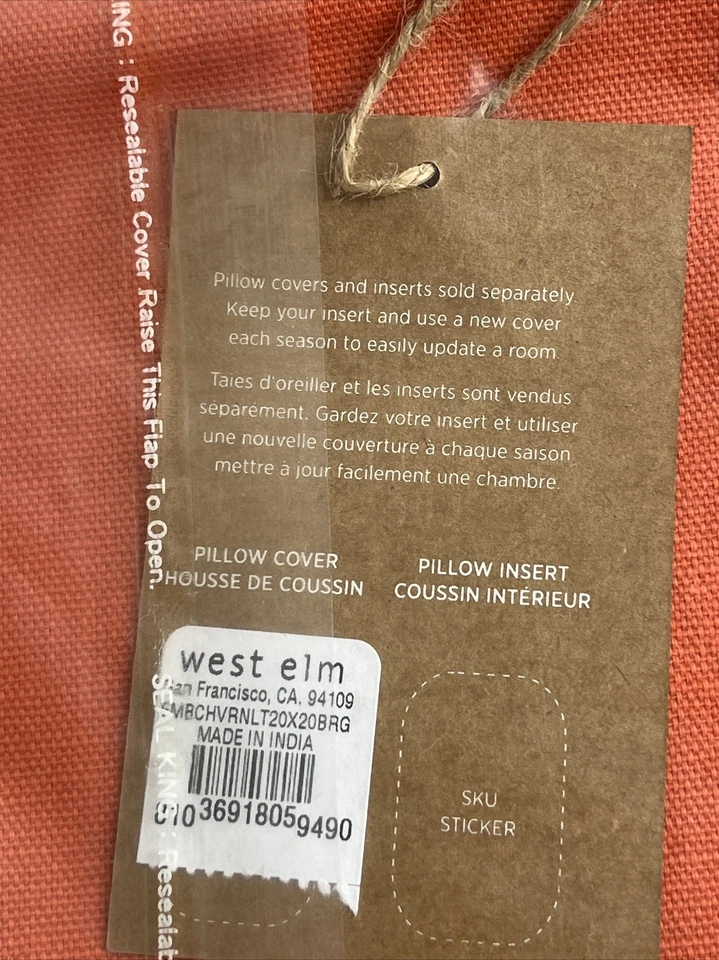 ING : Resealable Cover Raise This Flap To Open.
Pillow covers and inserts sold separately.
Keep your insert and use a new cover
each season to easily update a room
Taies d'oreiller et les inserts sont vendus
séparément. Gardez votre insert et utiliser
une nouvelle couverture à chaque saison
mettre à jour facilement une chambre.
PILLOW COVER
HOUSSE DE COUSSIN
PILLOW INSERT
COUSSIN INTÉRIEUR
west elm
San Francisco, CA. 94109
MBCHVRNLT20X20BRG
MADE IN INDIA
010 36918059490
SKU
STICKER
SEAL KING : Resealab